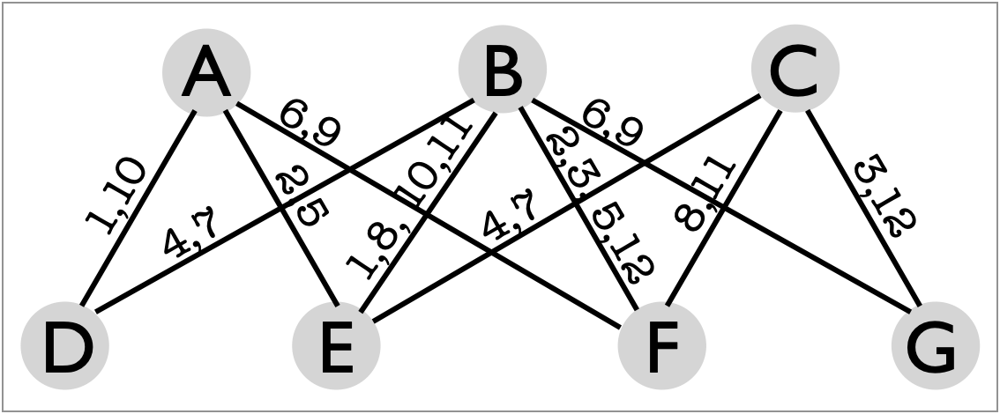 A
B
C
1,10
4,7
2,5
6,9
1,8, 10,11
4,7
2,3, 5,12
6,9
8,11
3,12
D
E
F
G